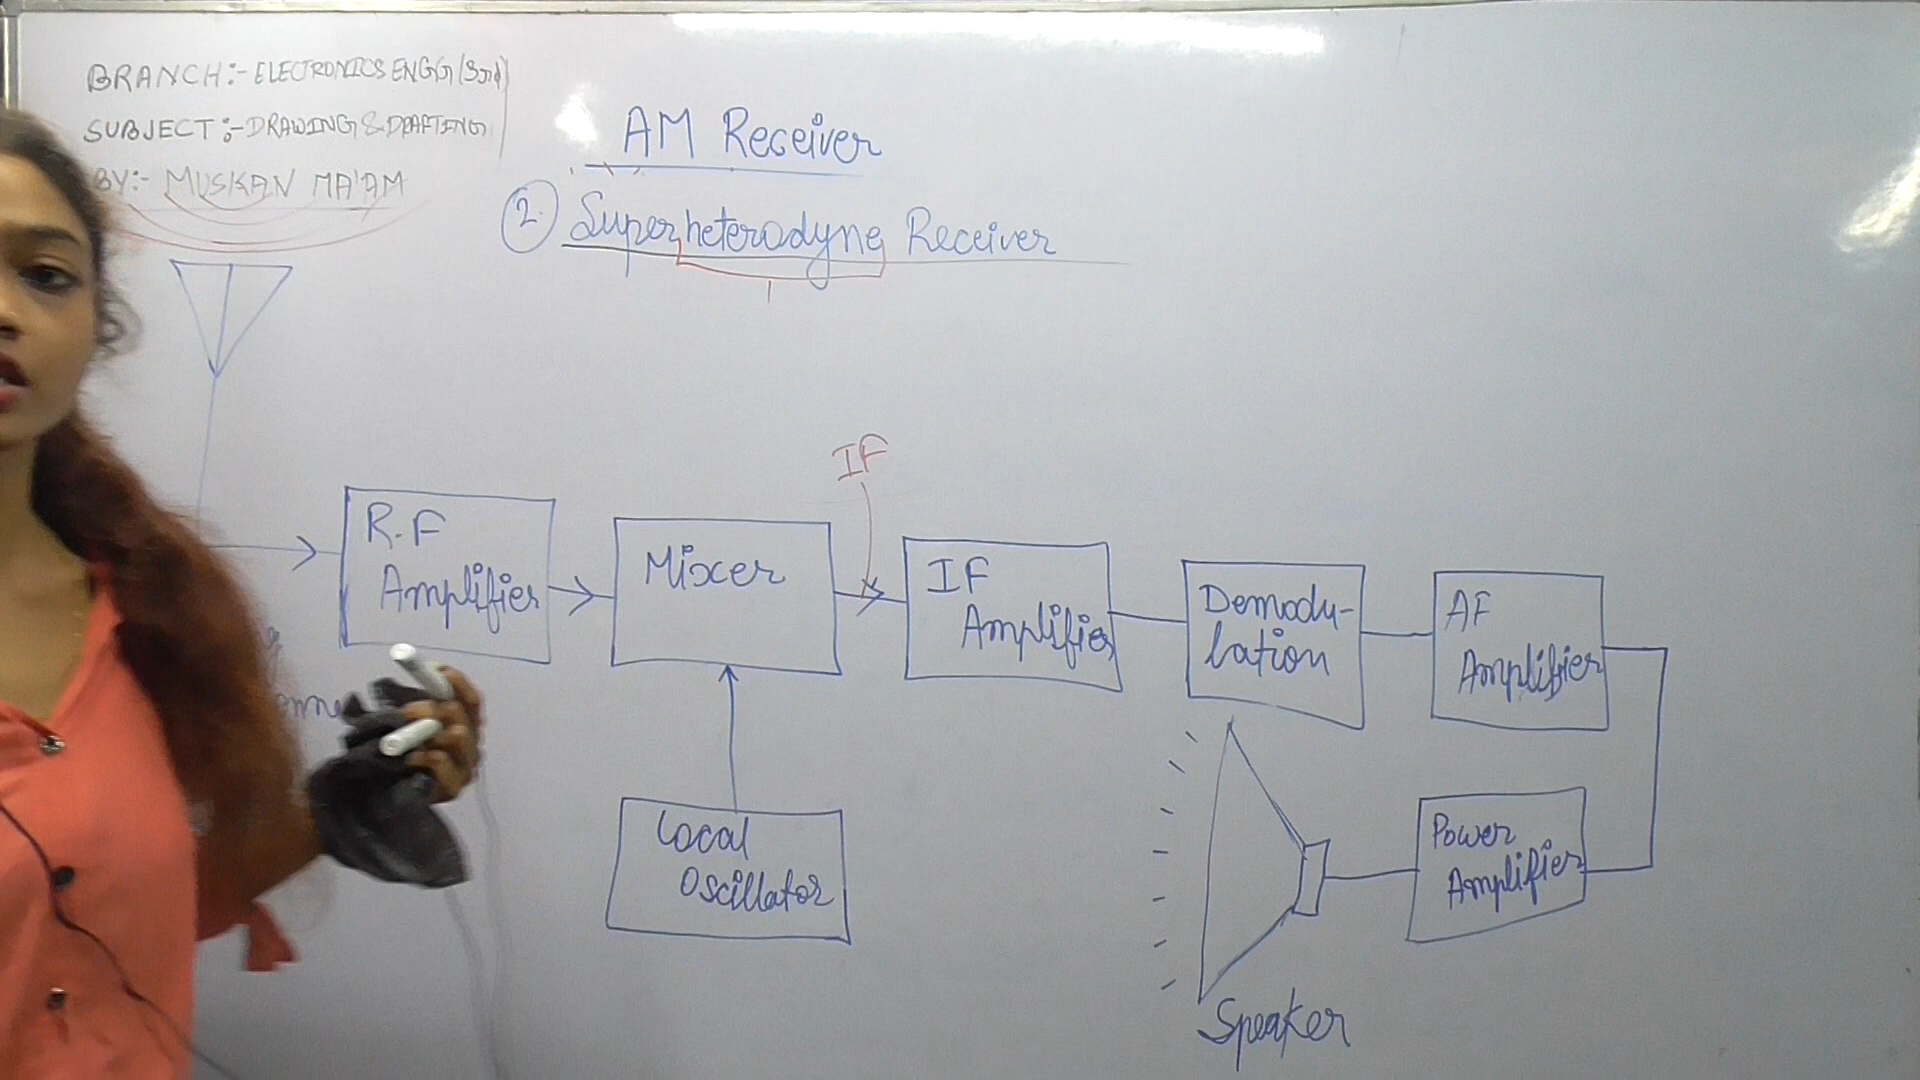 BRANCH:- ELECTRONICS ENGG (3rd)
SUBJECT:- DRAWING & DRAFTING
BY:- MUSKAN MA'AM
AM Receiver
2. Superheterodyne Receiver
IF
R.F
Amplifier
Mixer
IF
Amplifier
Demodu-
lation
AF
Amplifier
Local
Oscillator
Power
Amplifier
Speaker